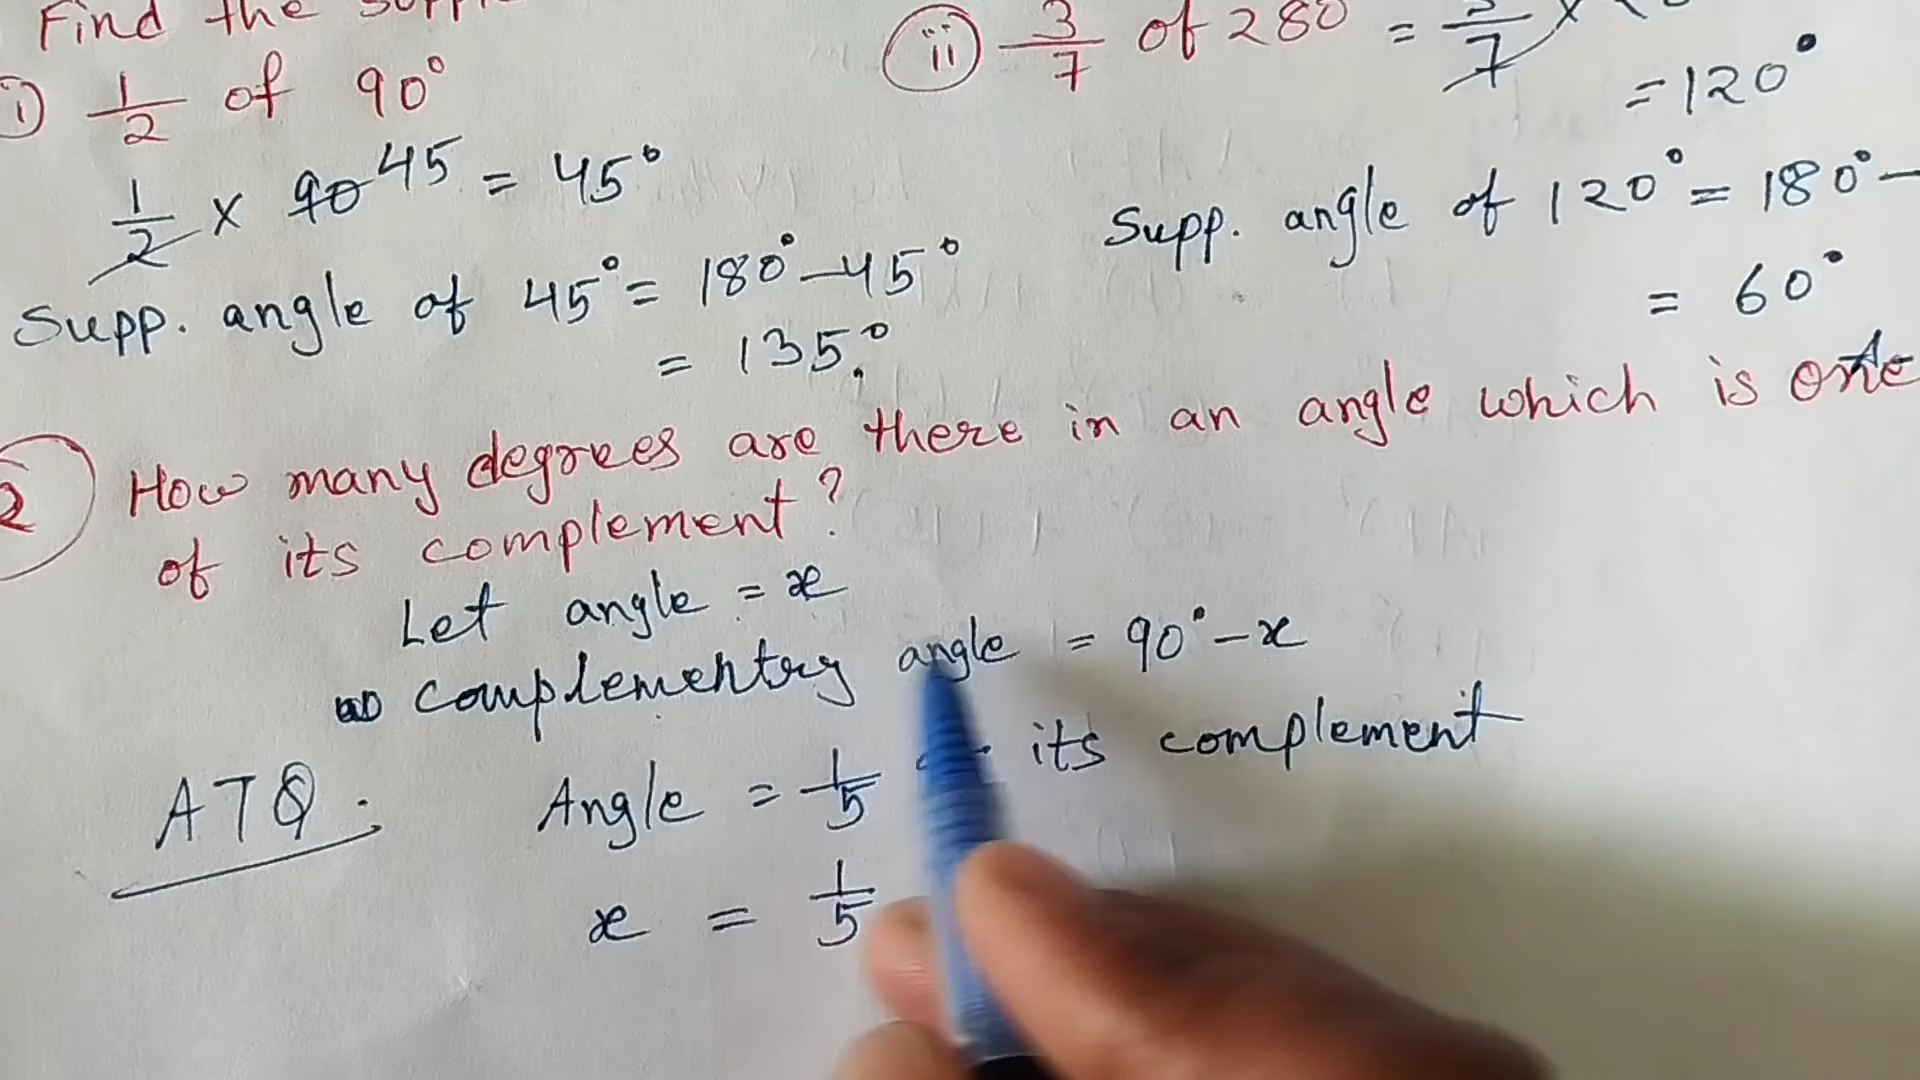 Find the
i) 1/2 of 90°
1/2 × 90 45 = 45°
Supp. angle of 45° = 180° - 45°
= 135°.
ii) 3/7 of 280 = 3/7 ×
= 120°
Supp. angle of 120° = 180° -
= 60°
2 How many degrees are there in an angle which is one
of its complement?
Let angle = x
complementry angle = 90° - x
ATQ. Angle = 1/5 its complement
x = 1/5